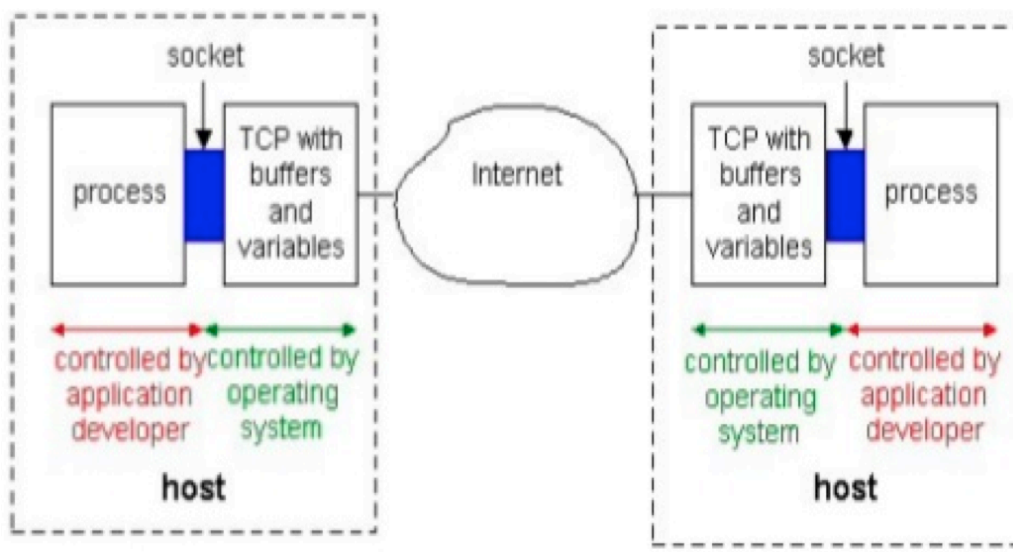 socket
process
TCP with
buffers
and
variables
controlled by
application
developer
controlled by
operating
system
host
Internet
socket
TCP with
buffers
and
variables
process
controlled by
operating
system
controlled by
application
developer
host